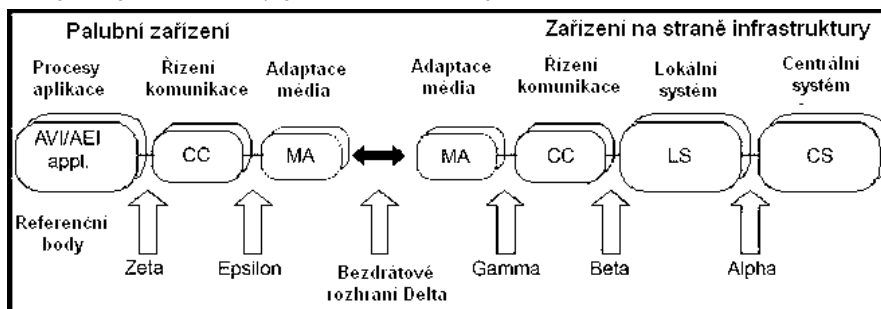 Palubní zařízení
Zařízení na straně infrastruktury
Procesy
aplikace
Řízení
komunikace
Adaptace
média
Adaptace
média
Řízení
komunikace
Lokální
systém
Centrální
systém
AVI/AEI
appl.
CC
MA
MA
CC
LS
CS
Referenční
body
Zeta
Epsilon
Bezdrátové
rozhraní Delta
Gamma
Beta
Alpha